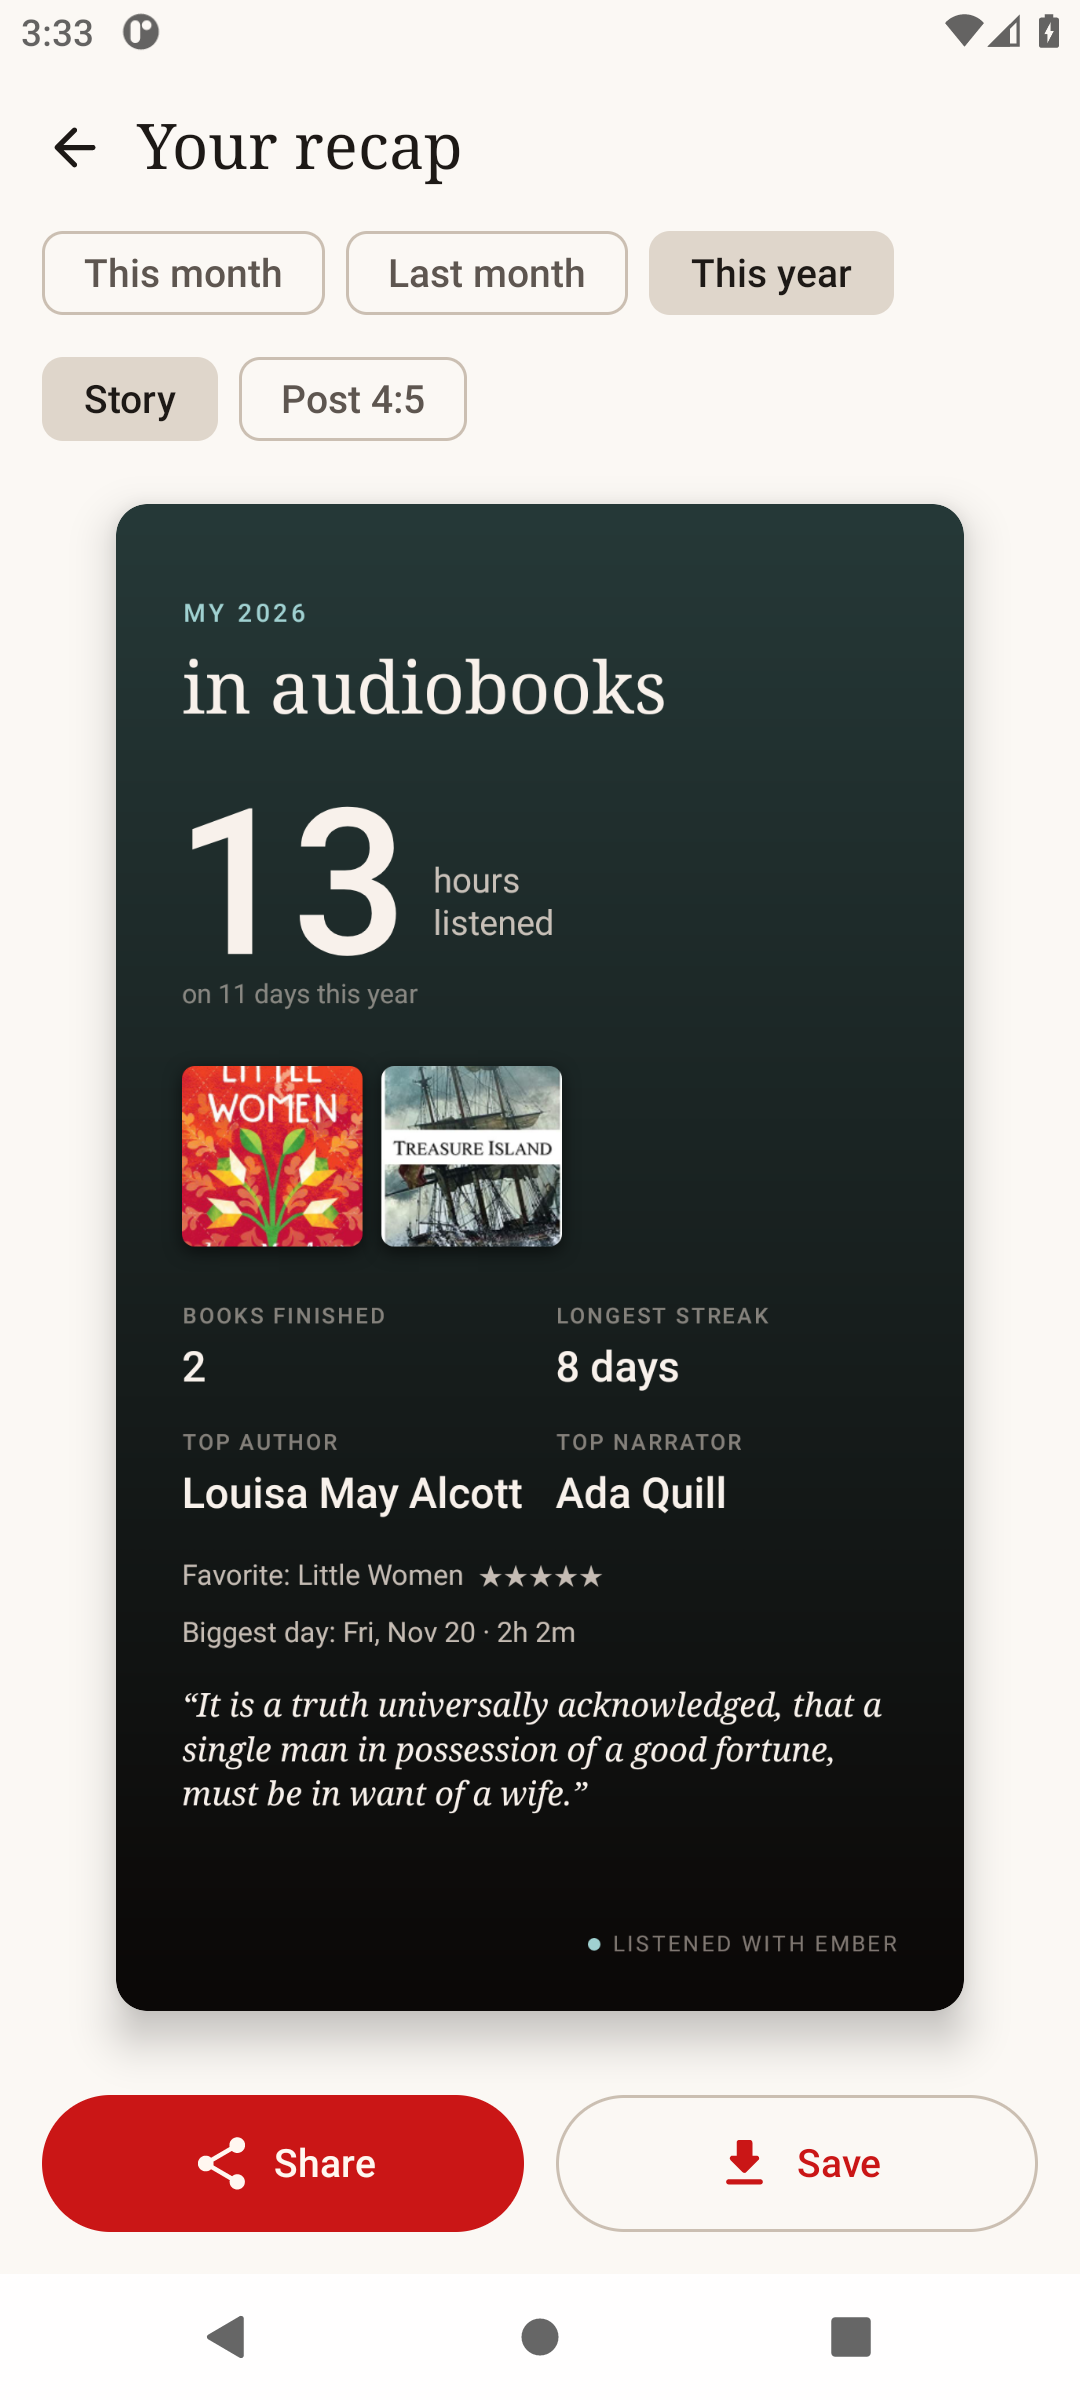 3:33
Your recap
This month
Last month
This year
Story
Post 4:5
MY 2026
in audiobooks
13
hours
listened
on 11 days this year
LITTLE
WOMEN
TREASURE ISLAND
BOOKS FINISHED
LONGEST STREAK
2
8 days
TOP AUTHOR
TOP NARRATOR
Louisa May Alcott
Ada Quill
Favorite: Little Women ★★★★★
Biggest day: Fri, Nov 20 · 2h 2m
“It is a truth universally acknowledged, that a
single man in possession of a good fortune,
must be in want of a wife.”
LISTENED WITH EMBER
Share
Save